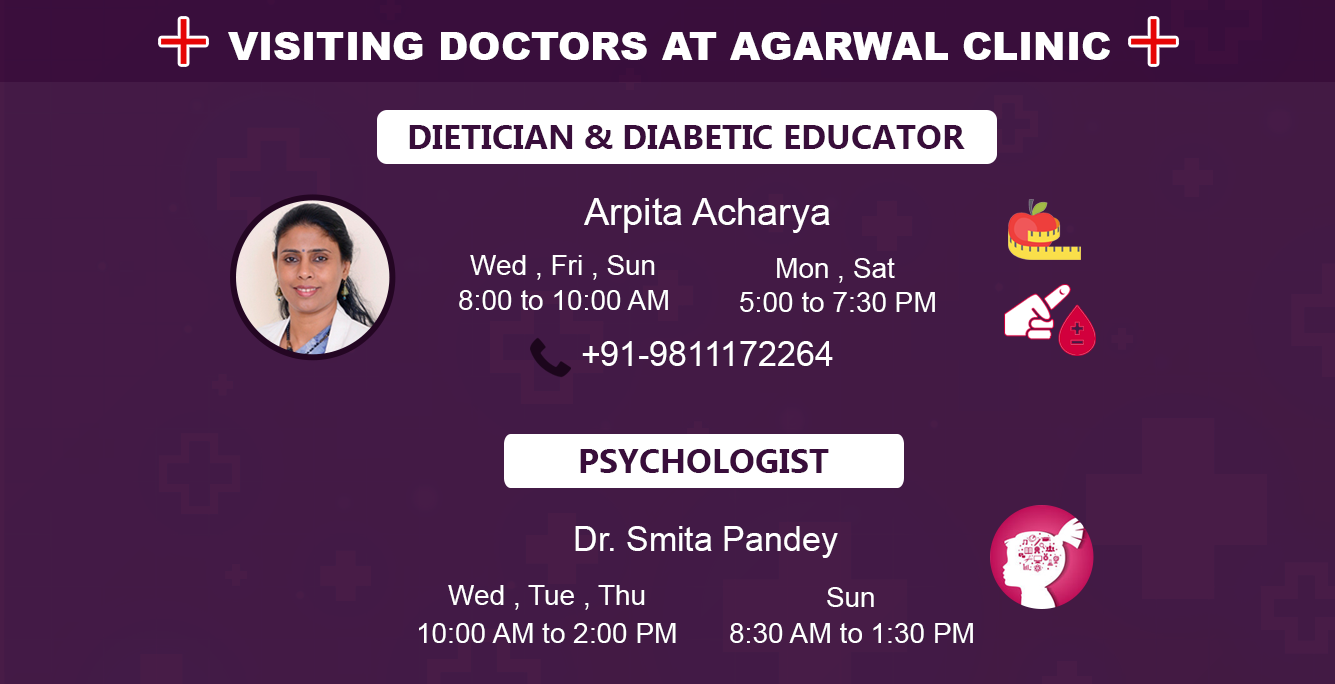 VISITING DOCTORS AT AGARWAL CLINIC
DIETICIAN & DIABETIC EDUCATOR
Arpita Acharya
Wed , Fri , Sun
8:00 to 10:00 AM
Mon , Sat
5:00 to 7:30 PM
+91-9811172264
PSYCHOLOGIST
Dr. Smita Pandey
Wed , Tue , Thu
10:00 AM to 2:00 PM
Sun
8:30 AM to 1:30 PM